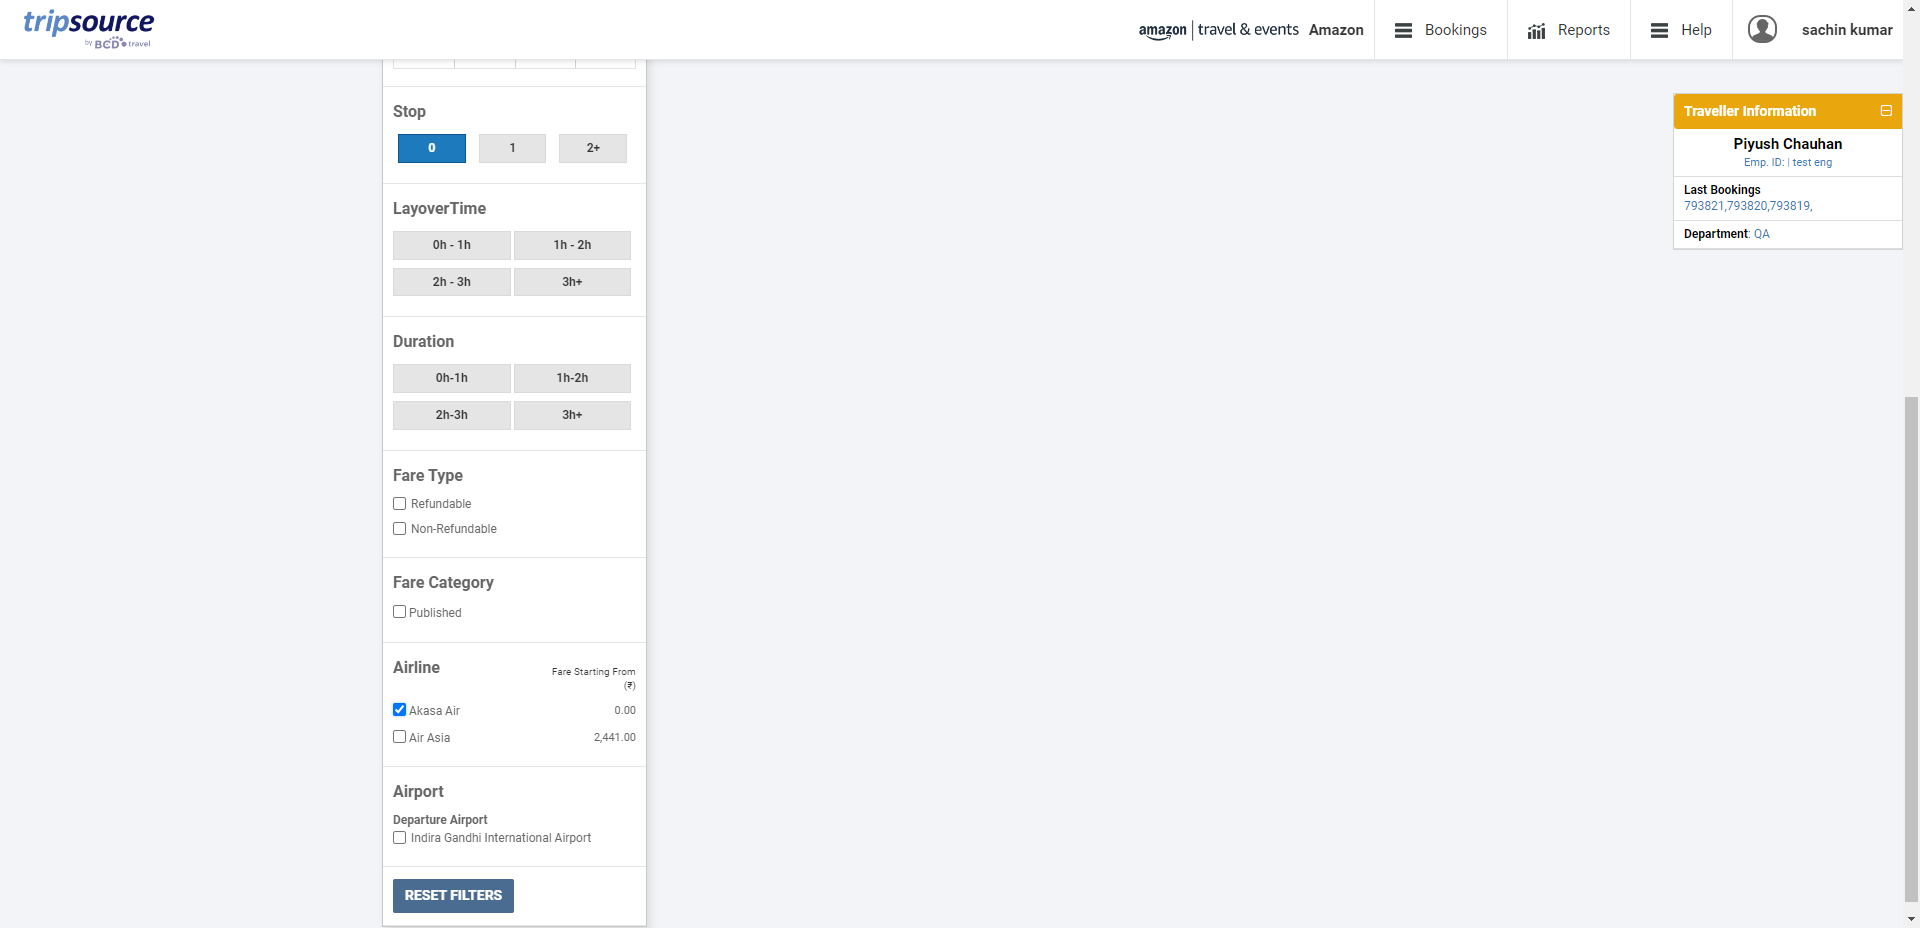 tripsource
by BCD travel
amazon | travel & events Amazon
Bookings
Reports
Help
sachin kumar
Stop
0 1 2+
LayoverTime
0h - 1h 1h - 2h
2h - 3h 3h+
Duration
0h-1h 1h-2h
2h-3h 3h+
Fare Type
Refundable
Non-Refundable
Fare Category
Published
Airline Fare Starting From
(₹)
Akasa Air 0.00
Air Asia 2,441.00
Airport
Departure Airport
Indira Gandhi International Airport
RESET FILTERS
Traveller Information
Piyush Chauhan
Emp. ID: | test eng
Last Bookings
793821,793820,793819,
Department: QA